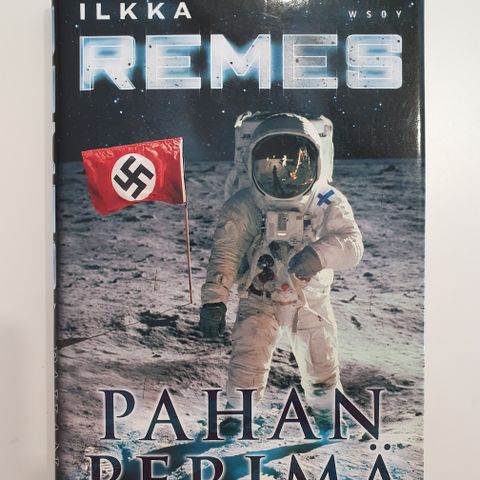 ILKKA
WSOY
REMES
PAHAN
PERIMÄ